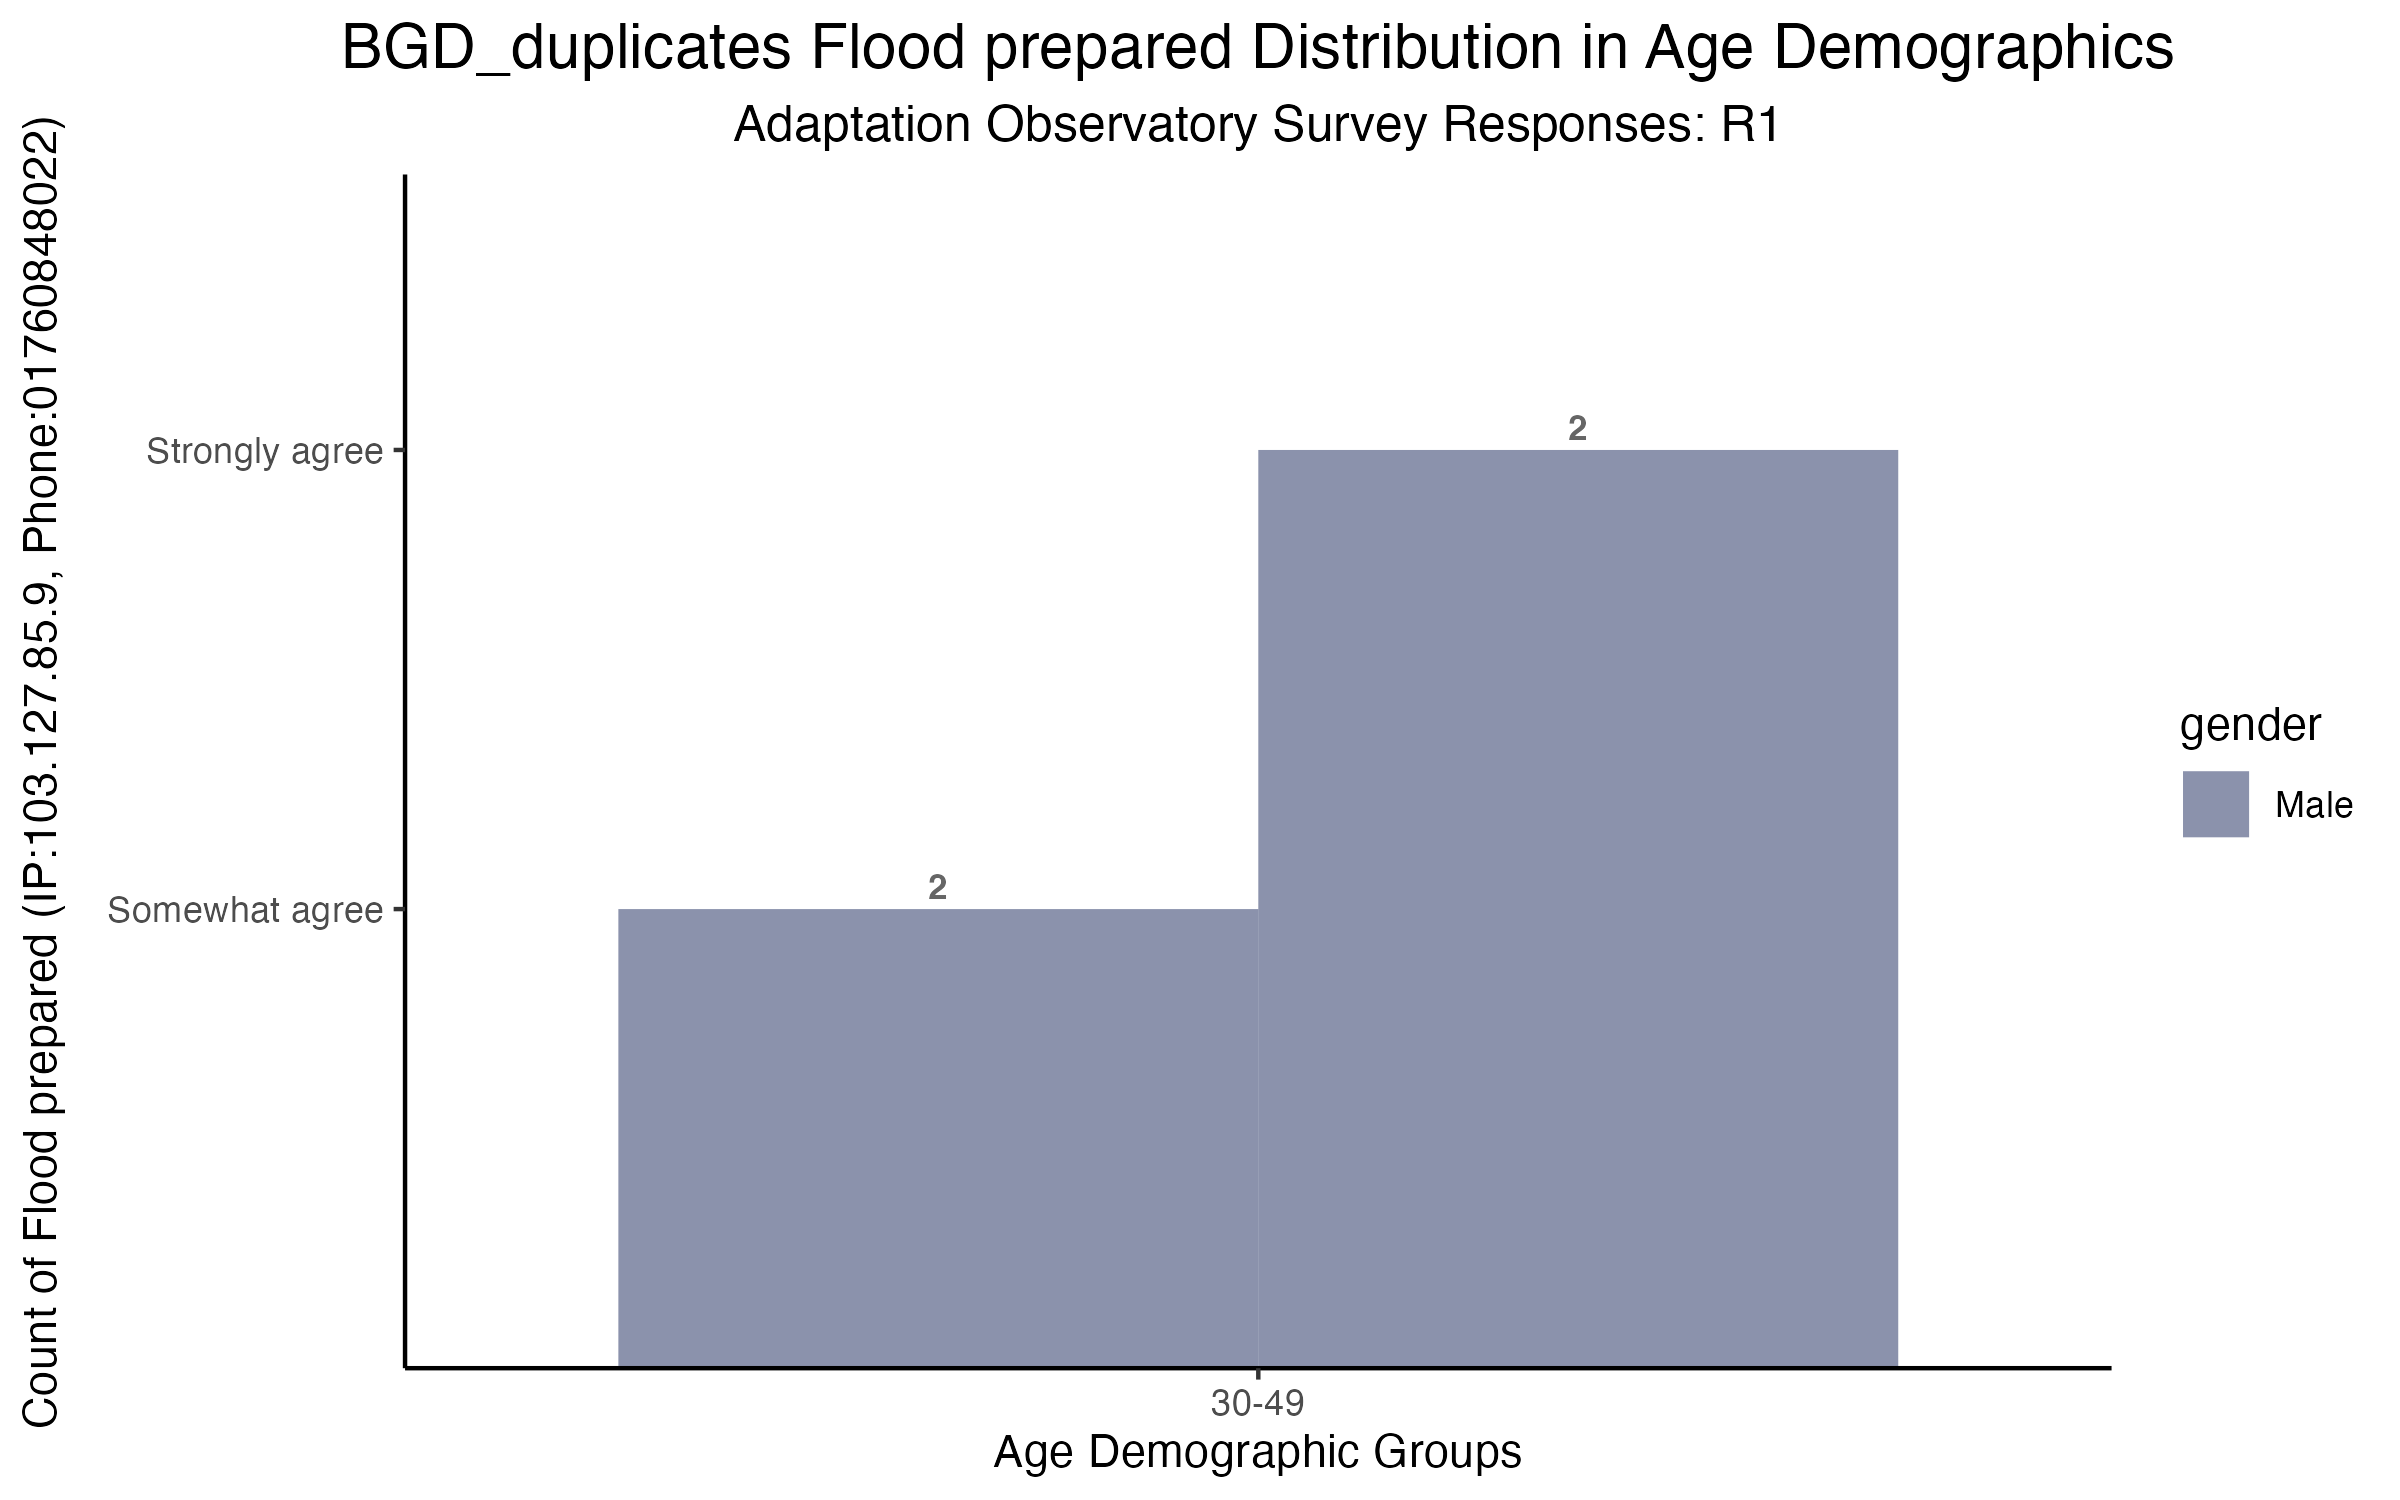 BGD_duplicates Flood prepared Distribution in Age Demographics
Adaptation Observatory Survey Responses: R1
Count of Flood prepared (IP:103.127.85.9, Phone:01760848022)
Strongly agree
2
Somewhat agree
2
gender
Male
30-49
Age Demographic Groups